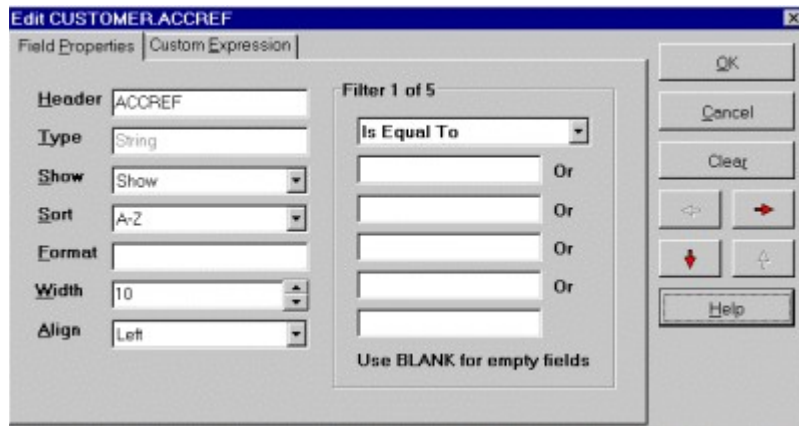 Edit CUSTOMER.ACCREF
Field Properties
Custom Expression
Header ACCREF
Type String
Show Show
Sort A-Z
Format
Width 10
Align Left
Filter 1 of 5
Is Equal To
Or
Or
Or
Or
Use BLANK for empty fields
OK
Cancel
Clear
Help